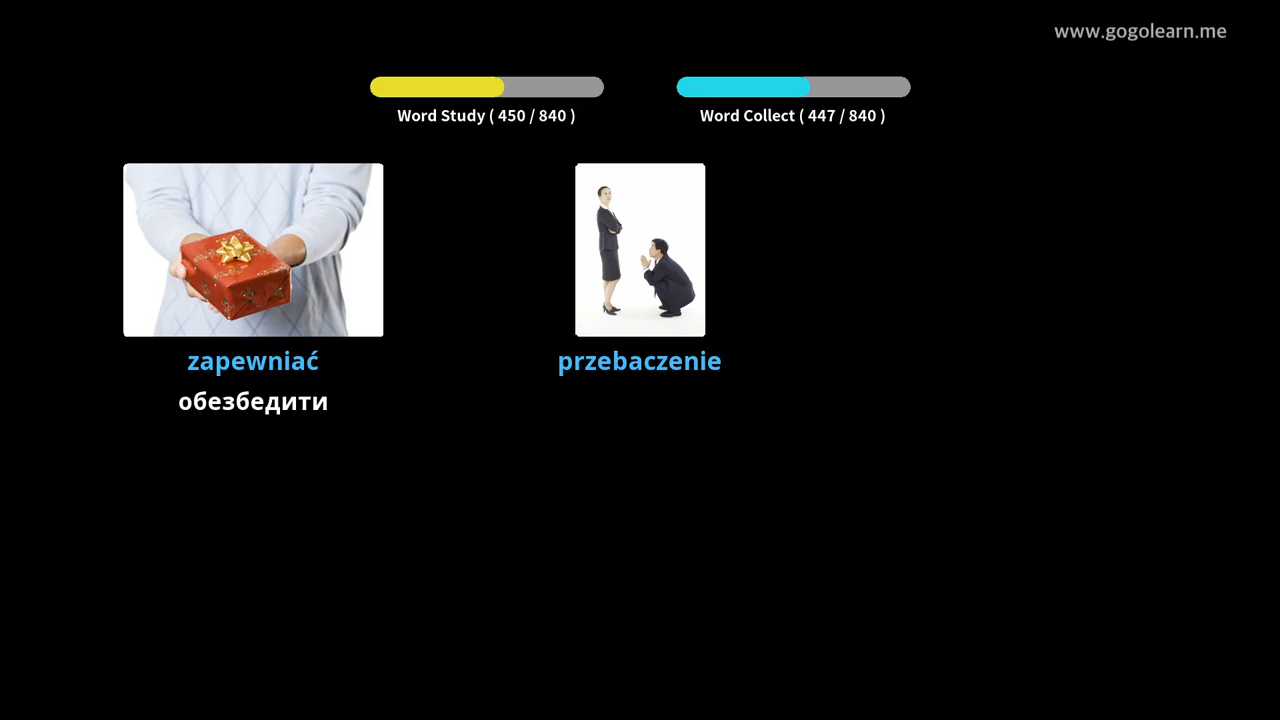 www.gogolearn.me
Word Study ( 450 / 840 )
Word Collect ( 447 / 840 )
zapewniać
przebaczenie
обезбедити